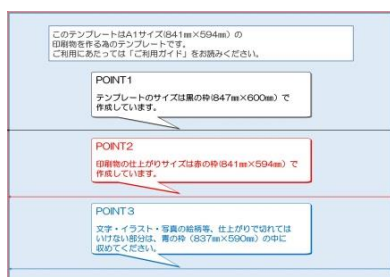 このテンプレートはA1サイズ(841㎜×594㎜)の
印刷物を作る為のテンプレートです。
ご利用にあたっては「ご利用ガイド」をお読みください。
POINT1
テンプレートのサイズは黒の枠(847㎜×600㎜)で
作成しています。
POINT2
印刷物の仕上がりサイズは赤の枠(841㎜×594㎜)で
作成しています。
POINT3
文字・イラスト・写真の絵柄等、仕上がりで切れては
いけない部分は、青の枠(837㎜×590㎜)の中に
収めてください。